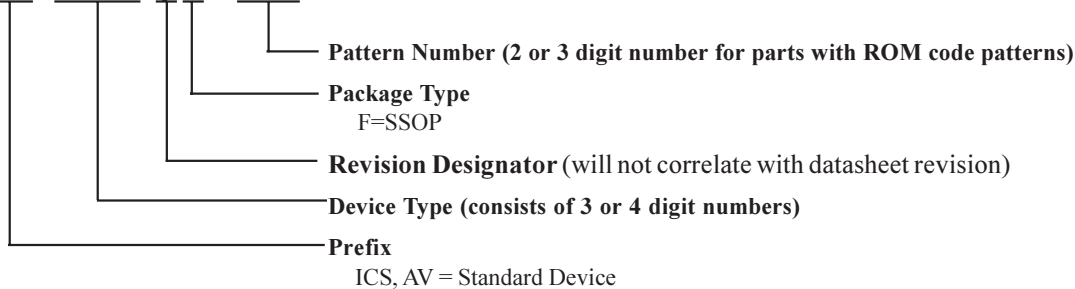 Pattern Number (2 or 3 digit number for parts with ROM code patterns)
Package Type
F=SSOP
Revision Designator (will not correlate with datasheet revision)
Device Type (consists of 3 or 4 digit numbers)
Prefix
ICS, AV = Standard Device